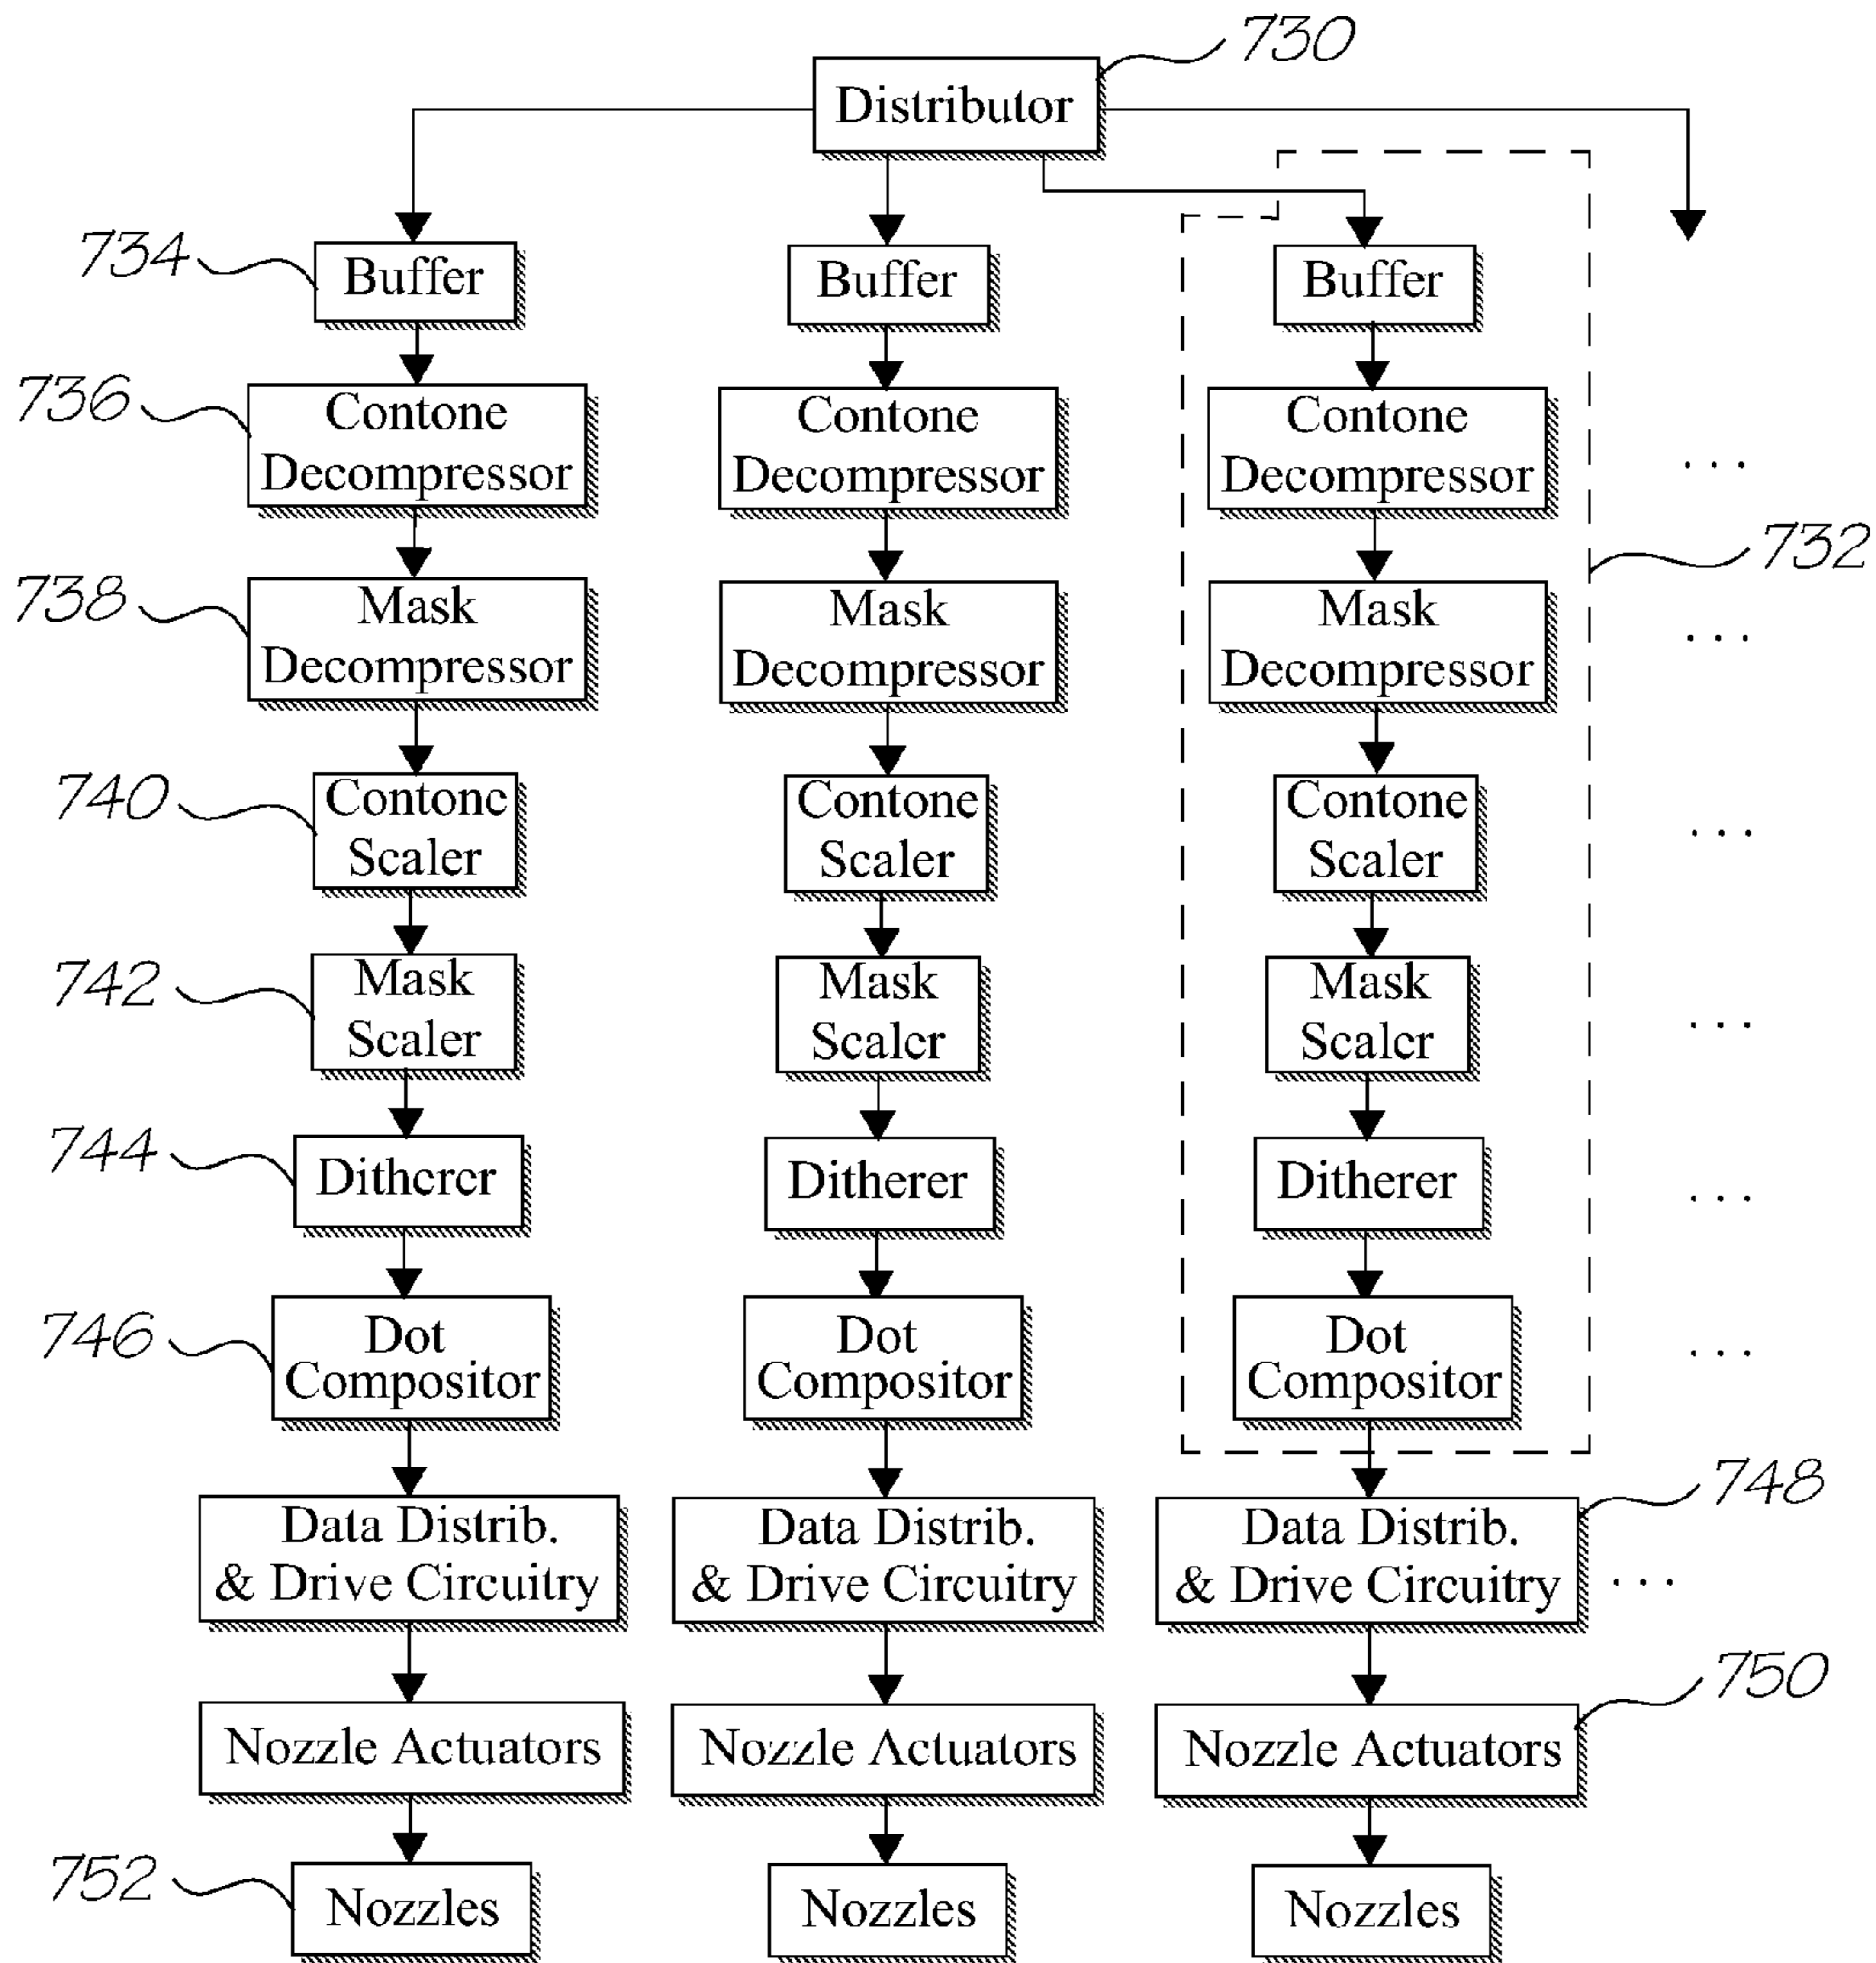 730
Distributor
734
Buffer
Buffer
Buffer
736
Contone
Decompressor
Contone
Decompressor
Contone
Decompressor
...
732
738
Mask
Decompressor
Mask
Decompressor
Mask
Decompressor
...
740
Contone
Scaler
Contone
Scaler
Contone
Scaler
...
742
Mask
Scaler
Mask
Scaler
Mask
Scaler
...
744
Ditherer
Ditherer
Ditherer
...
746
Dot
Compositor
Dot
Compositor
Dot
Compositor
...
748
Data Distrib.
& Drive Circuitry
Data Distrib.
& Drive Circuitry
Data Distrib.
& Drive Circuitry
...
750
Nozzle Actuators
Nozzle Actuators
Nozzle Actuators
752
Nozzles
Nozzles
Nozzles